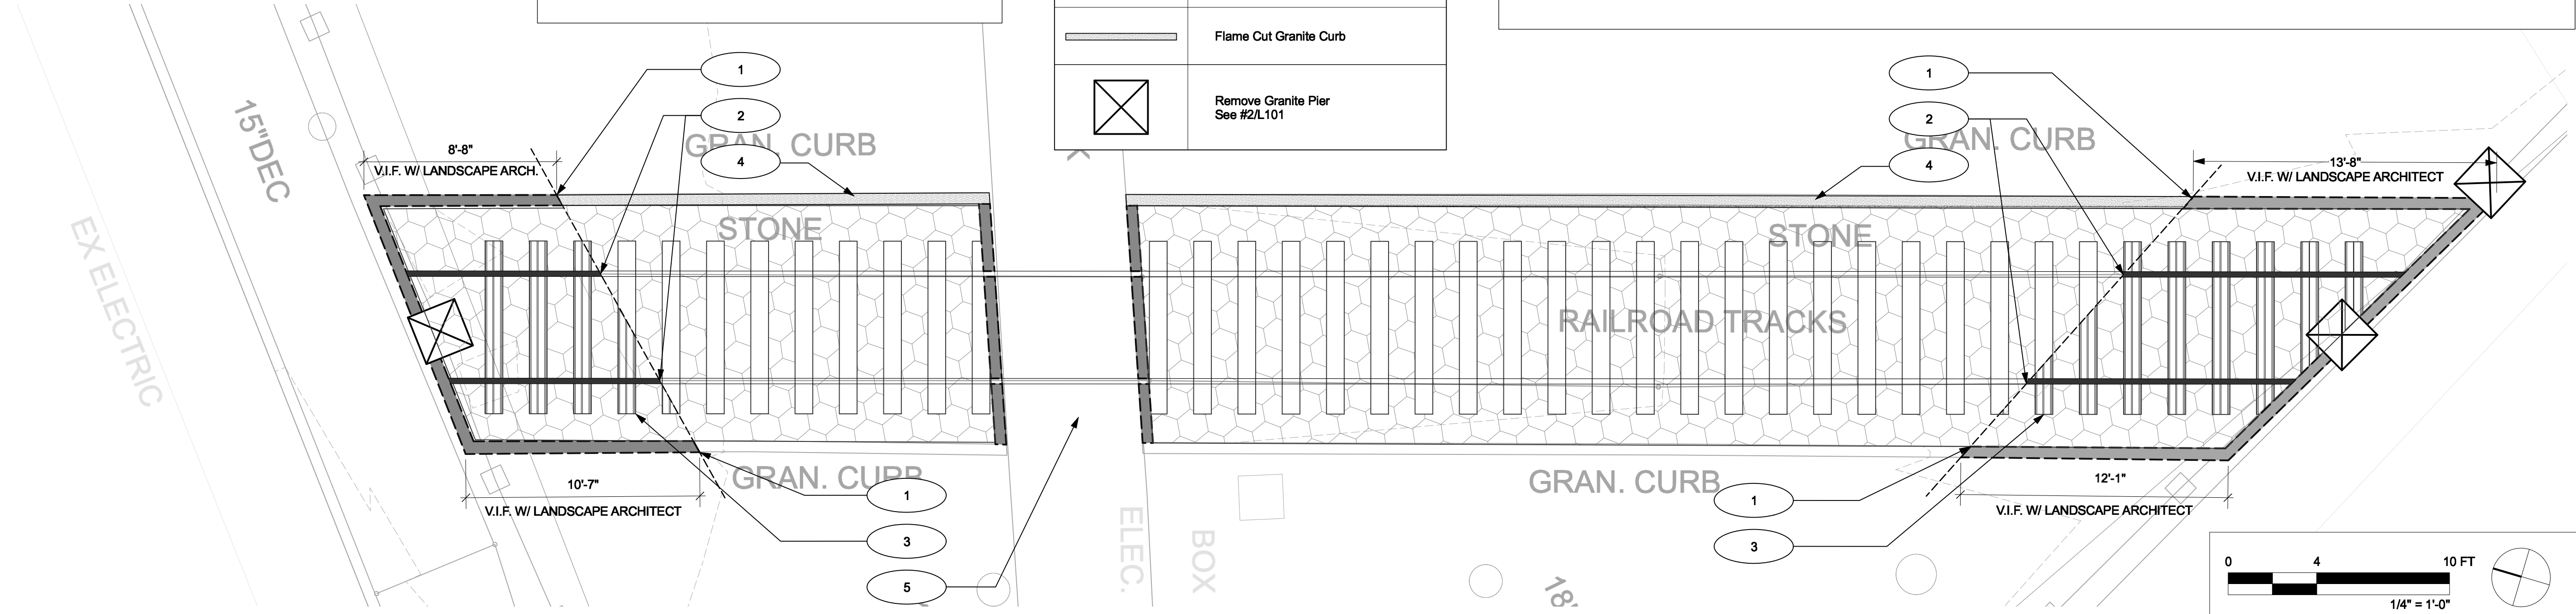 Flame Cut Granite Curb
Remove Granite Pier
See #2/L101
1
2
4
GRAN. CURB
1
2
4
GRAN. CURB
15"DEC
8'-8"
V.I.F. W/ LANDSCAPE ARCH.
13'-8"
V.I.F. W/ LANDSCAPE ARCHITECT
STONE
STONE
EX ELECTRIC
RAILROAD TRACKS
10'-7"
V.I.F. W/ LANDSCAPE ARCHITECT
GRAN. CURB
1
3
5
ELEC.
BOX
GRAN. CURB
1
3
12'-1"
V.I.F. W/ LANDSCAPE ARCHITECT
0 4 10 FT
1/4" = 1'-0"